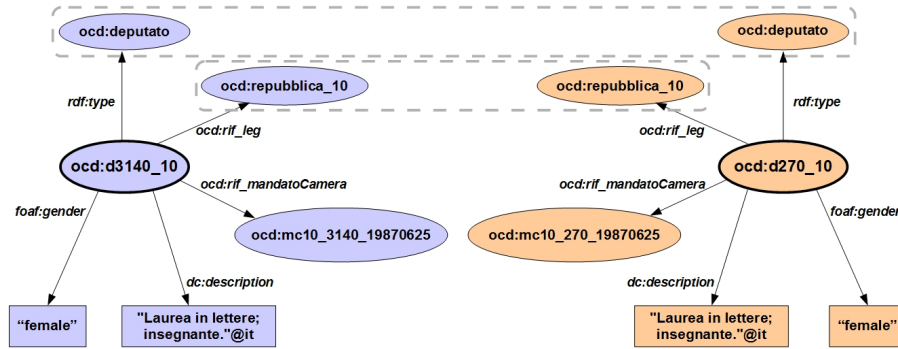 ocd:deputato
ocd:deputato
ocd:repubblica_10
ocd:repubblica_10
rdf:type
rdf:type
ocd:rif_leg
ocd:rif_leg
ocd:d3140_10
ocd:d270_10
ocd:rif_mandatoCamera
ocd:rif_mandatoCamera
foaf:gender
foaf:gender
ocd:mc10_3140_19870625
ocd:mc10_270_19870625
dc:description
dc:description
“female”
"Laurea in lettere;
insegnante."@it
"Laurea in lettere;
insegnante."@it
“female”